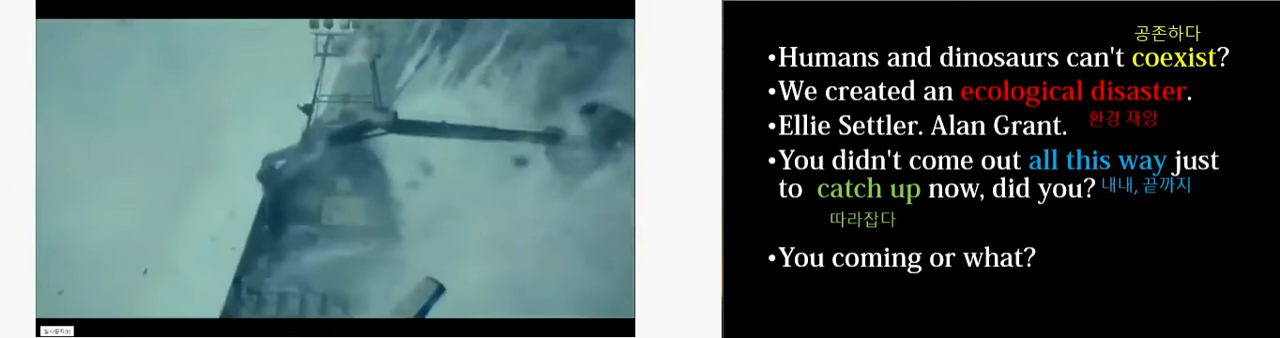 공존하다
•Humans and dinosaurs can't coexist?
•We created an ecological disaster.
•Ellie Settler. Alan Grant. 환경 재앙
•You didn't come out all this way just
to catch up now, did you? 내내, 끝까지
따라잡다
•You coming or what?